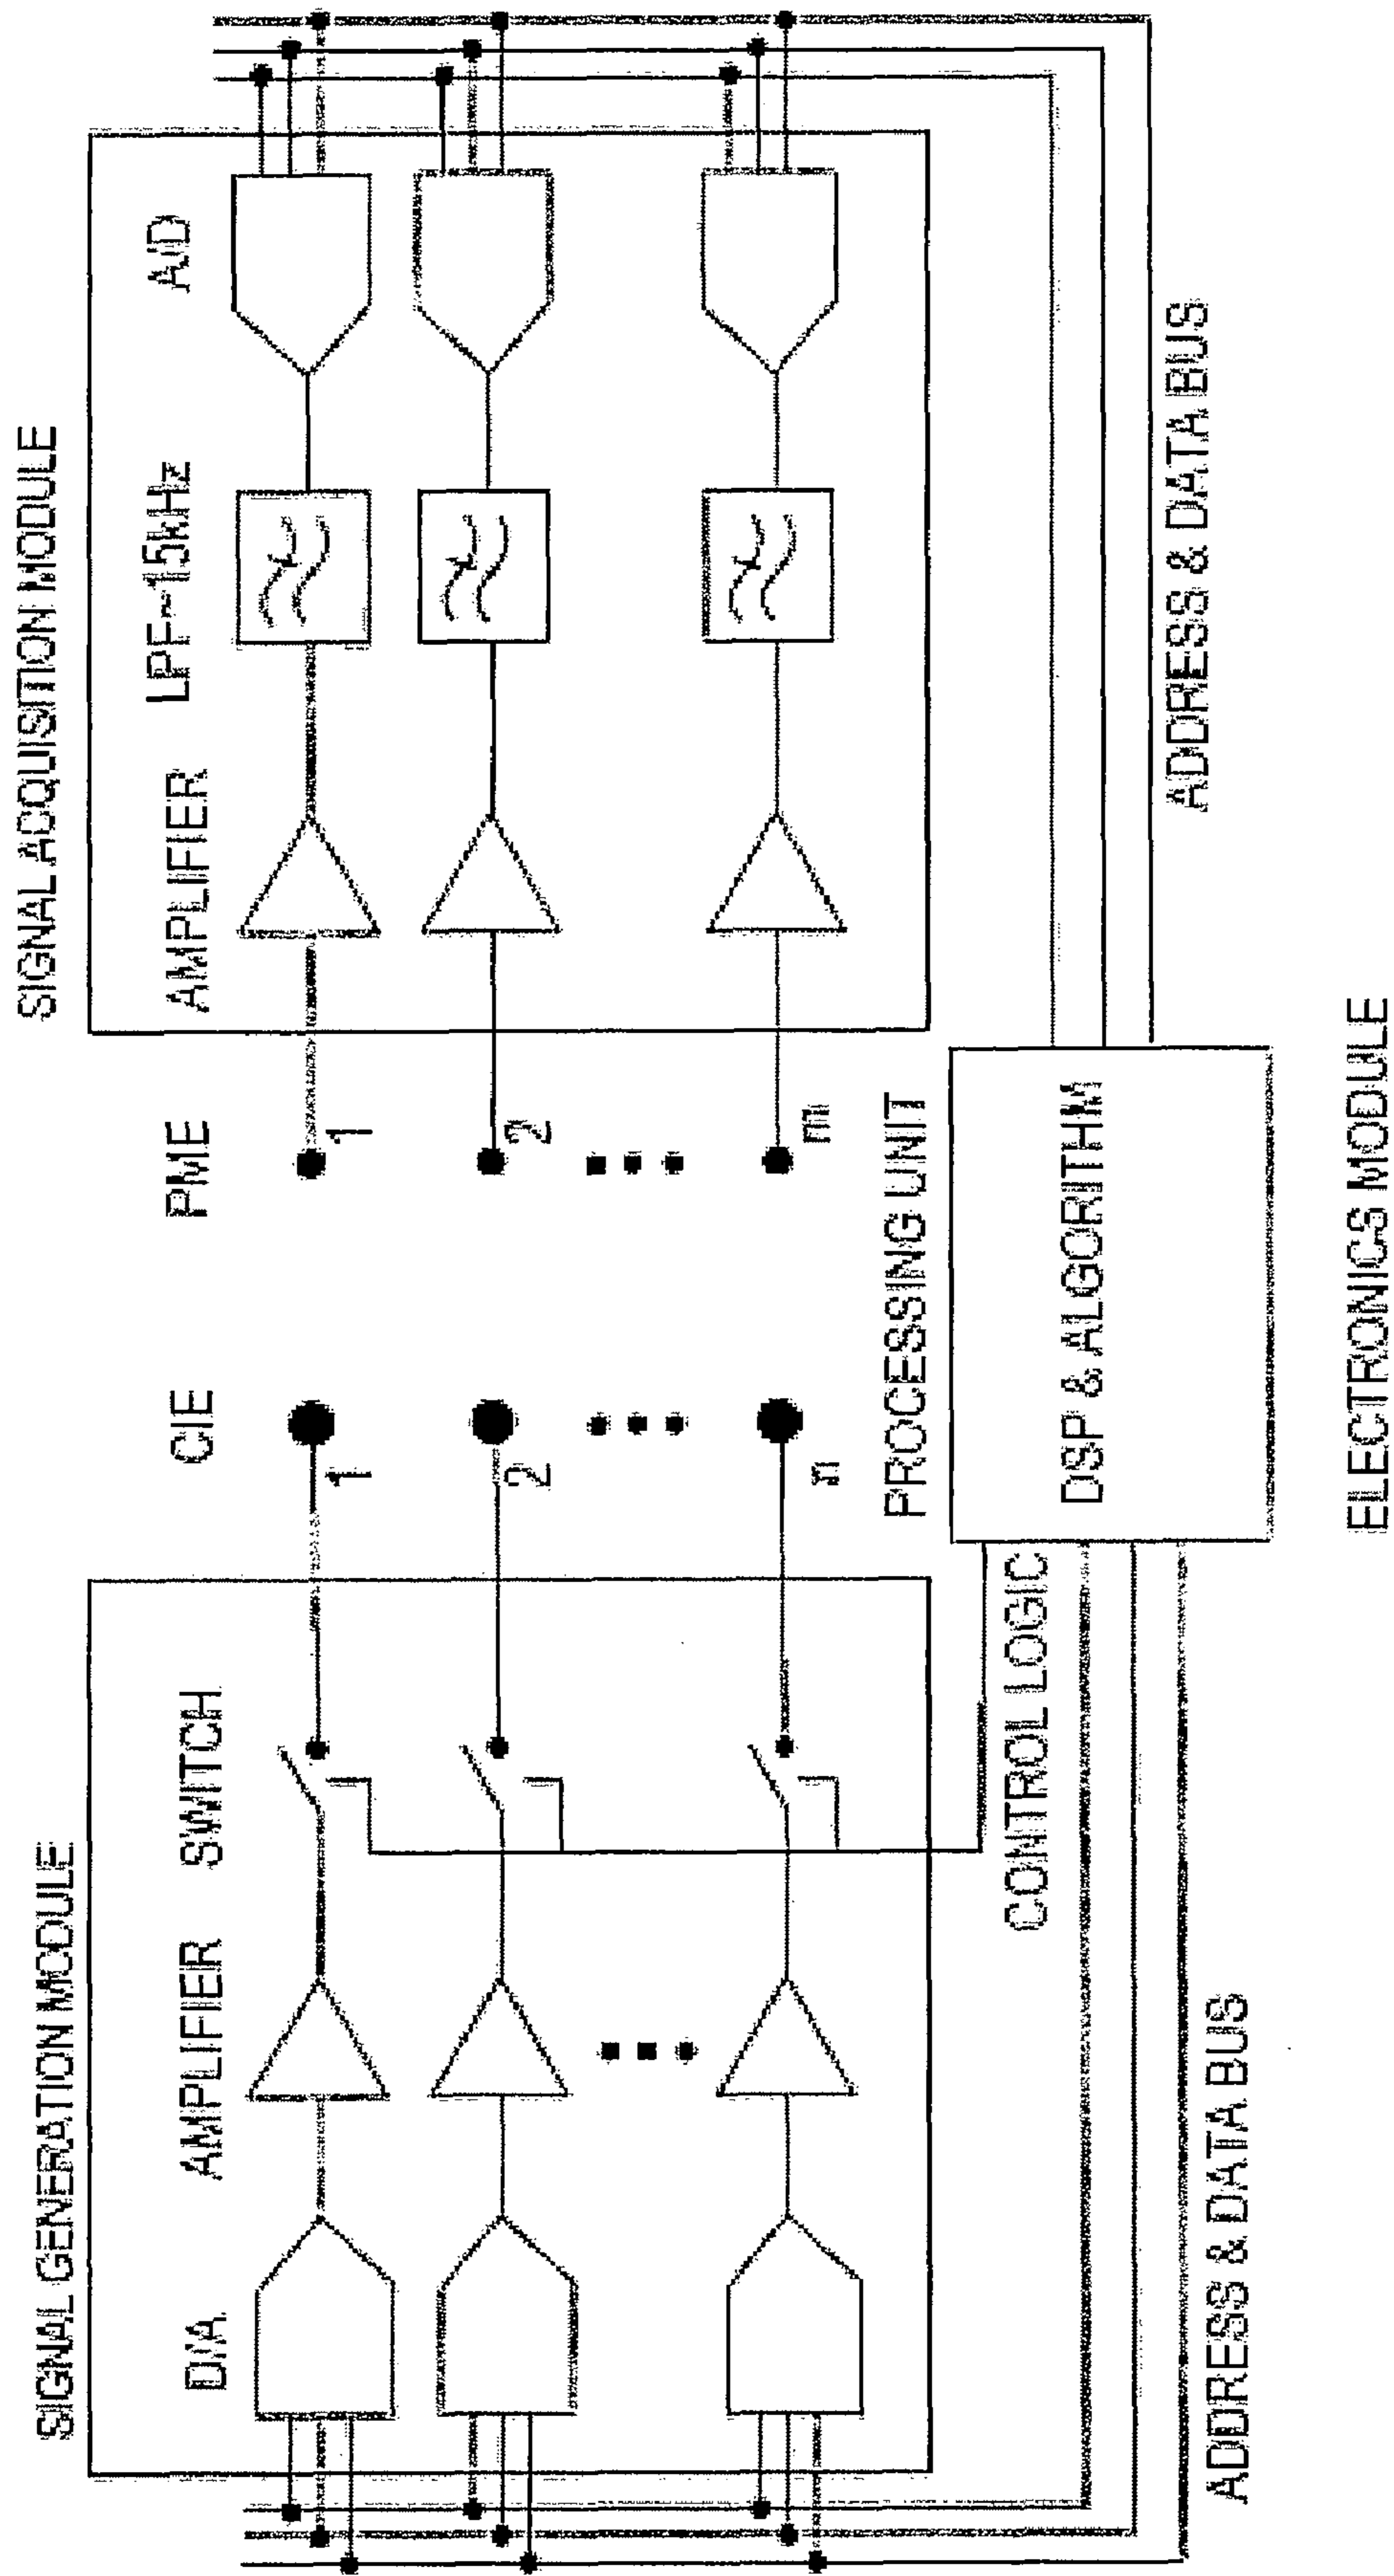 SIGNAL GENERATION MODULE
SIGNAL ACQUISITION MODULE
D/A
AMPLIFIER
SWITCH
CIE
PME
AMPLIFIER
LPF~15kHz
A/D
1
1
2
2
n
m
PROCESSING UNIT
DSP & ALGORITHM
CONTROL LOGIC
ADDRESS & DATA BUS
ADDRESS & DATA BUS
ELECTRONICS MODULE